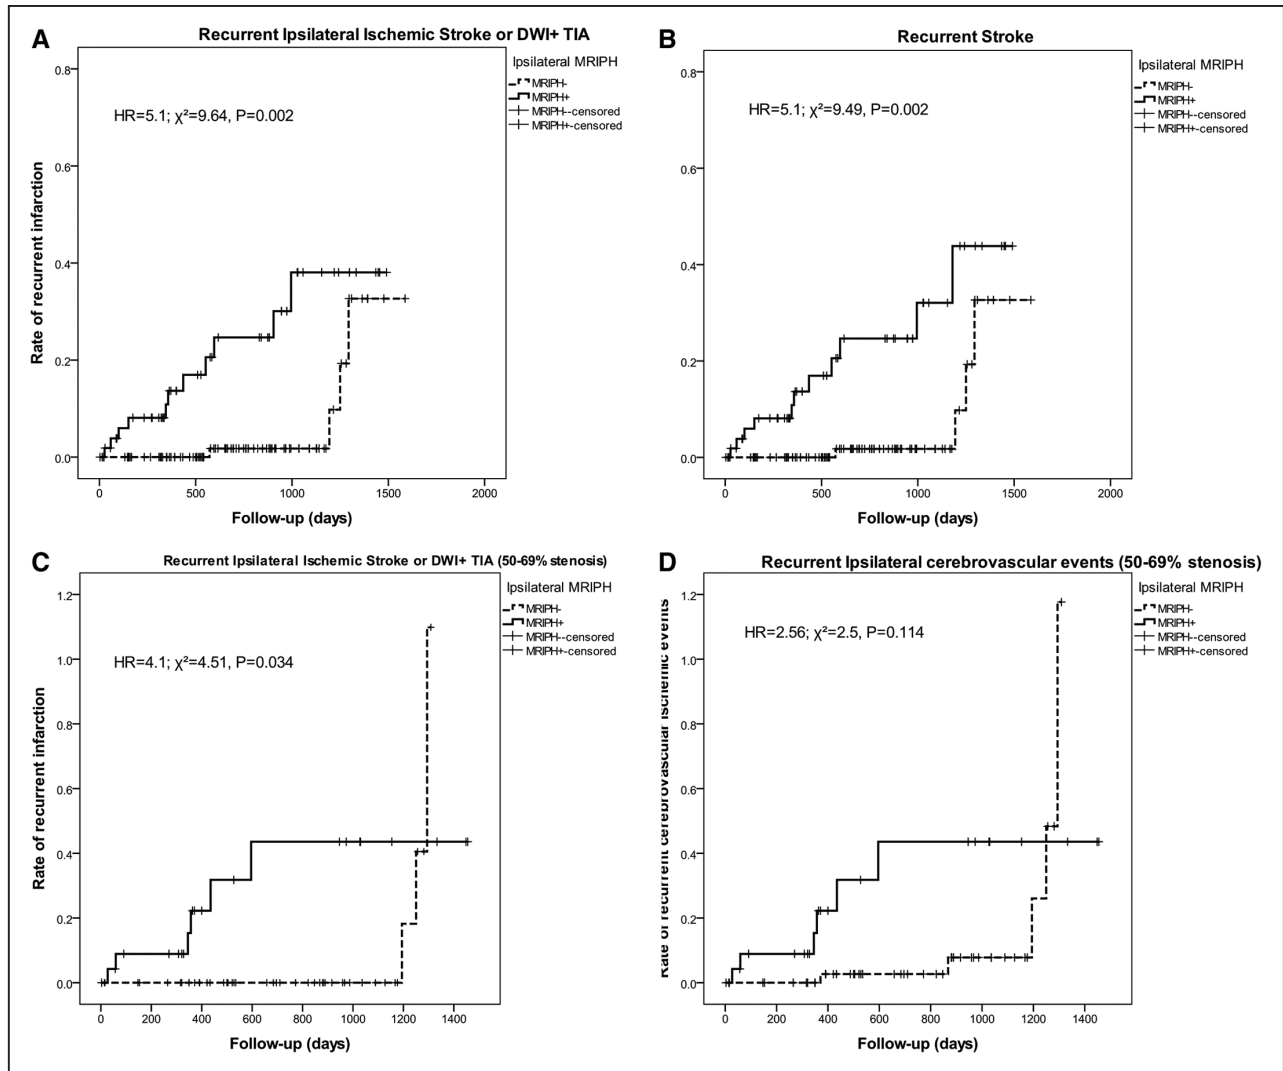 A
Recurrent Ipsilateral Ischemic Stroke or DWI+ TIA
Ipsilateral MRIPH
MRIPH-
MRIPH+
MRIPH--censored
MRIPH+-censored
HR=5.1; χ²=9.64, P=0.002
Rate of recurrent infarction
0.8
0.6
0.4
0.2
0.0
0 500 1000 1500 2000
Follow-up (days)
B
Recurrent Stroke
Ipsilateral MRIPH
MRIPH-
MRIPH+
MRIPH--censored
MRIPH+-censored
HR=5.1; χ²=9.49, P=0.002
0.8
0.6
0.4
0.2
0.0
0 500 1000 1500 2000
Follow-up (days)
C
Recurrent Ipsilateral Ischemic Stroke or DWI+ TIA (50-69% stenosis)
Ipsilateral MRIPH
MRIPH-
MRIPH+
MRIPH--censored
MRIPH+-censored
HR=4.1; χ²=4.51, P=0.034
Rate of recurrent infarction
1.2
1.0
0.8
0.6
0.4
0.2
0.0
0 200 400 600 800 1000 1200 1400
Follow-up (days)
D
Recurrent Ipsilateral cerebrovascular events (50-69% stenosis)
Ipsilateral MRIPH
MRIPH-
MRIPH+
MRIPH--censored
MRIPH+-censored
HR=2.56; χ²=2.5, P=0.114
Rate of recurrent cerebrovascular ischemic events
1.2
1.0
0.8
0.6
0.4
0.2
0.0
0 200 400 600 800 1000 1200 1400
Follow-up (days)